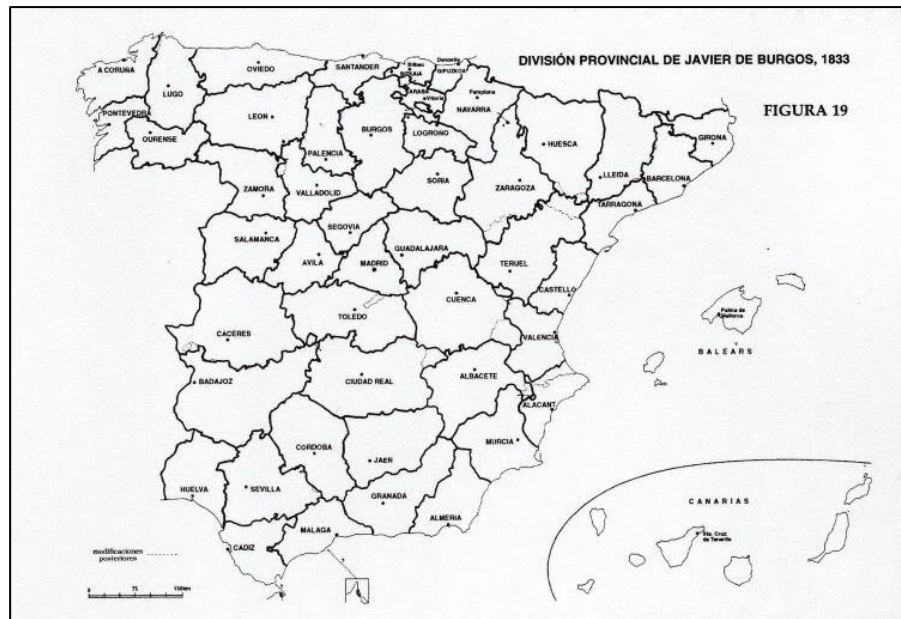 DIVISIÓN PROVINCIAL DE JAVIER DE BURGOS, 1833
FIGURA 19
A CORUÑA
LUGO
OVIEDO
SANTANDER
Bilbao
BIZKAIA
Donostia
GIPUZKOA
ARABA
Vitoria
Pamplona
NAVARRA
PONTEVEDRA
OURENSE
LEON
PALENCIA
BURGOS
LOGROÑO
HUESCA
LLEIDA
GIRONA
BARCELONA
TARRAGONA
ZAMORA
VALLADOLID
SORIA
ZARAGOZA
SALAMANCA
SEGOVIA
AVILA
MADRID
GUADALAJARA
TERUEL
CASTELLO
CUENCA
TOLEDO
CACERES
VALENCIA
Palma de
Mallorca
BALEARS
BADAJOZ
CIUDAD REAL
ALBACETE
ALACANT
MURCIA
CORDOBA
JAEN
HUELVA
SEVILLA
GRANADA
ALMERIA
MALAGA
CADIZ
CANARIAS
Sta. Cruz
de Tenerife
modificaciones
posteriores
0 75 150km